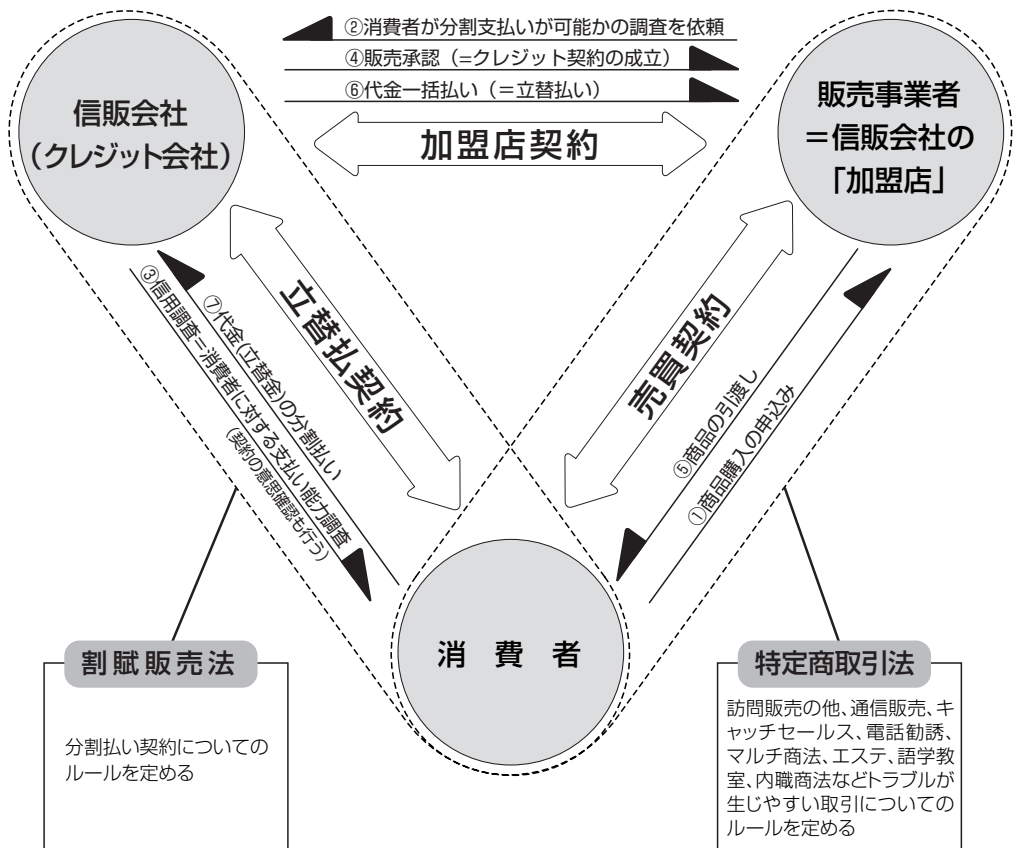 ②消費者が分割支払いが可能かの調査を依頼
④販売承認（=クレジット契約の成立）
⑥代金一括払い（＝立替払い）
加盟店契約
信販会社
（クレジット会社）
販売事業者
＝信販会社の
「加盟店」
立替払契約
⑦代金(立替金)の分割払い
③信用調査＝消費者に対する支払い能力調査
(契約の意思確認も行う)
売買契約
⑤商品の引渡し
①商品購入の申込み
消費者
割賦販売法
分割払い契約についての
ルールを定める
特定商取引法
訪問販売の他、通信販売、キ
ャッチセールス、電話勧誘、
マルチ商法、エステ、語学教
室、内職商法などトラブルが
生じやすい取引についての
ルールを定める